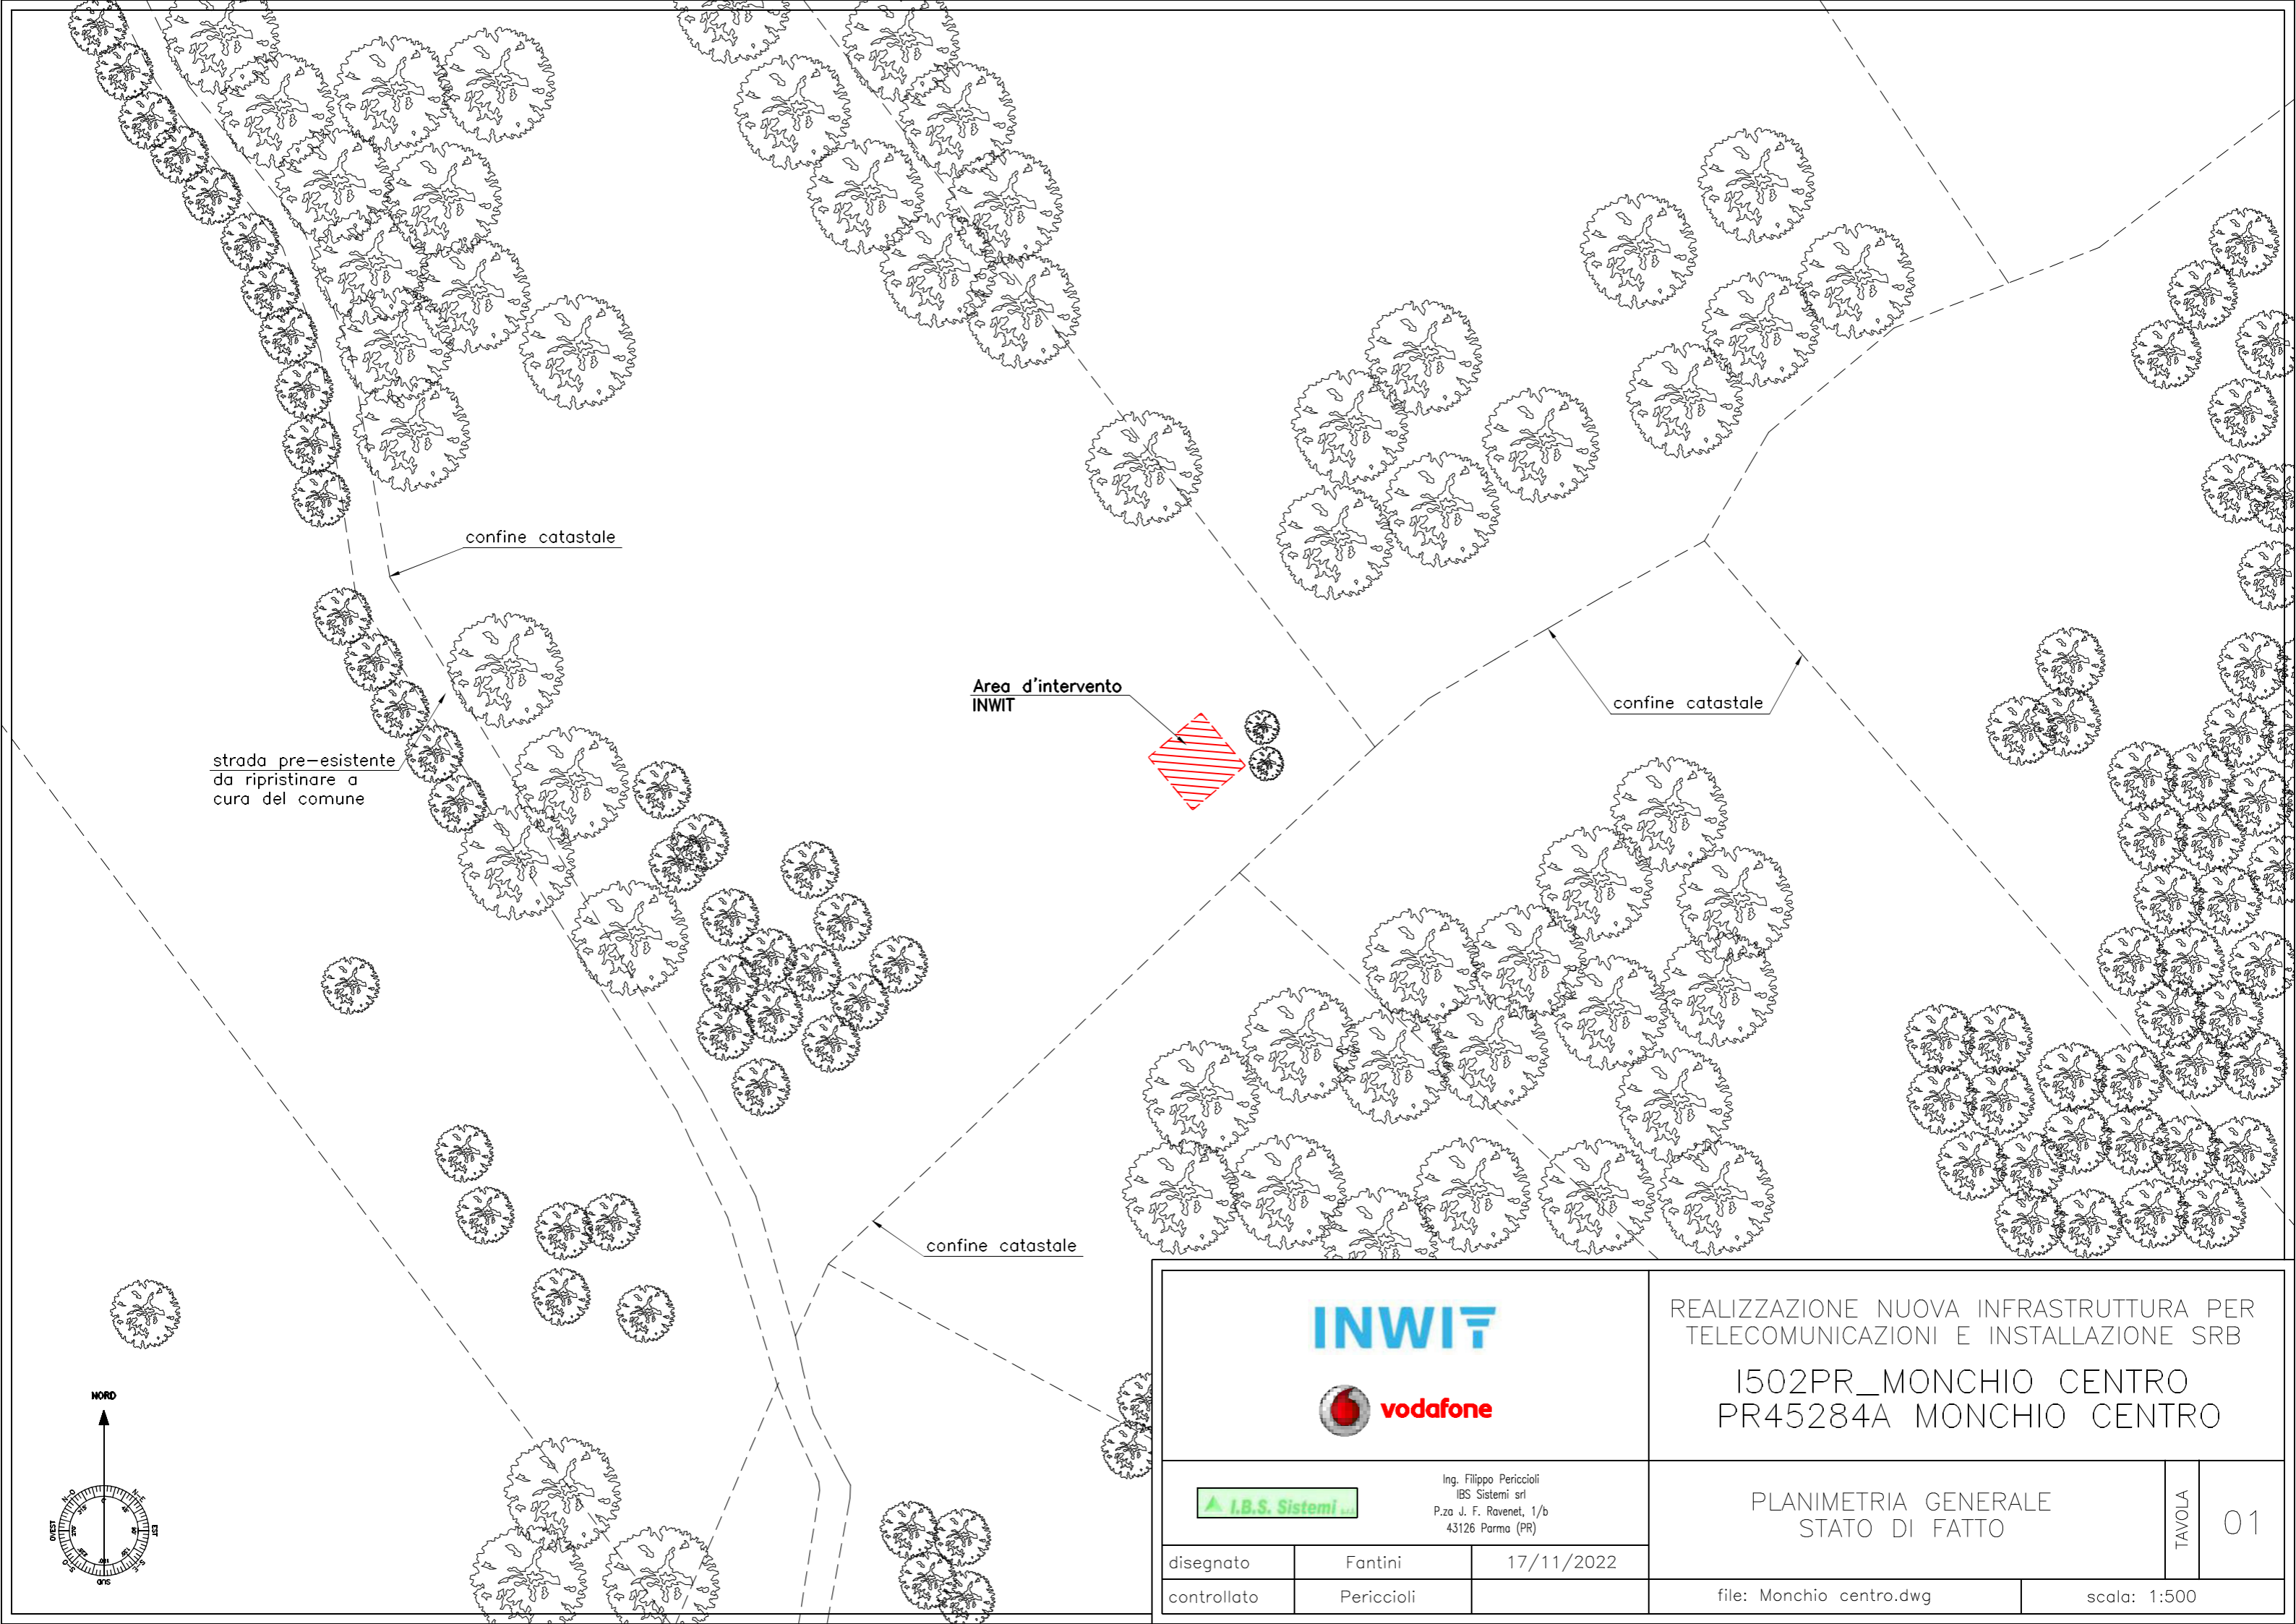 confine catastale
strada pre-esistente
da ripristinare a
cura del comune
Area d'intervento
INWIT
confine catastale
confine catastale
NORD
N-O
N-E
OVEST
EST
S-O
S-E
SUD
INWIT
vodafone
REALIZZAZIONE NUOVA INFRASTRUTTURA PER
TELECOMUNICAZIONI E INSTALLAZIONE SRB
I502PR_MONCHIO CENTRO
PR45284A MONCHIO CENTRO
I.B.S. Sistemi
Ing. Filippo Periccioli
IBS Sistemi srl
P.za J. F. Ravenet, 1/b
43126 Parma (PR)
PLANIMETRIA GENERALE
STATO DI FATTO
TAVOLA
01
disegnato
Fantini
17/11/2022
controllato
Periccioli
file: Monchio centro.dwg
scala: 1:500